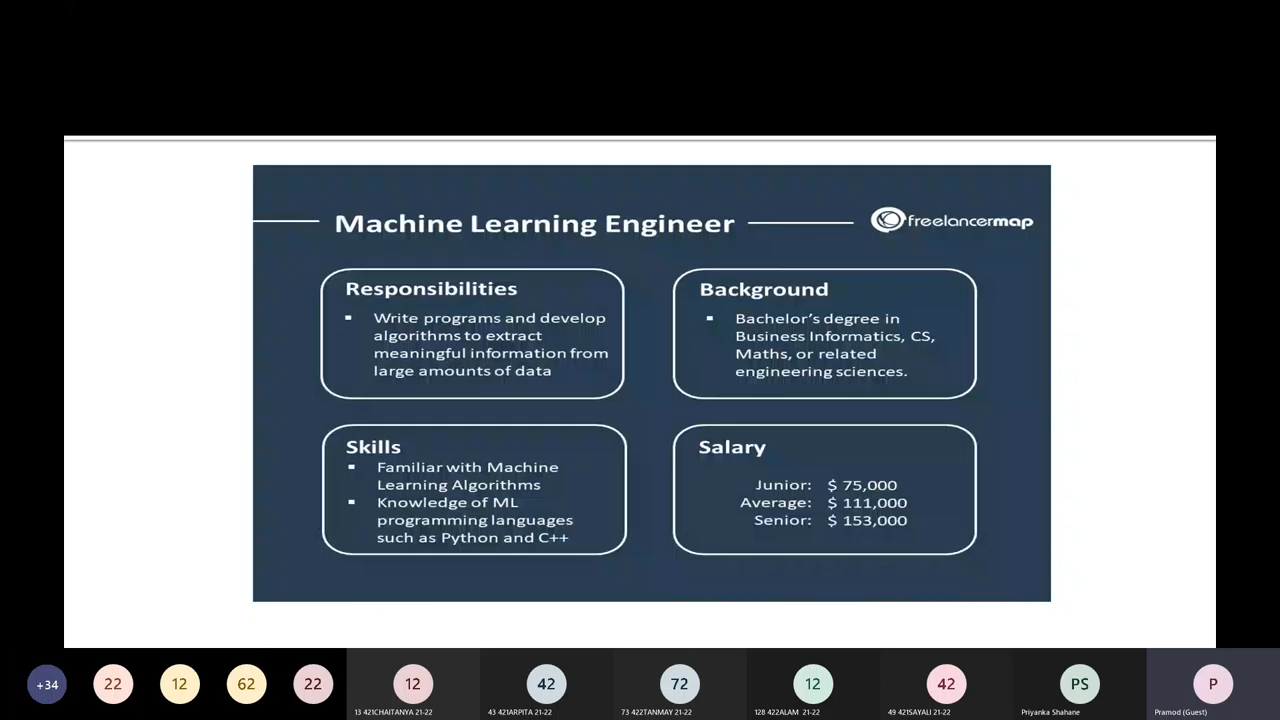 Machine Learning Engineer
freelancermap
Responsibilities
▪ Write programs and develop
algorithms to extract
meaningful information from
large amounts of data
Background
▪ Bachelor's degree in
Business Informatics, CS,
Maths, or related
engineering sciences.
Skills
▪ Familiar with Machine
Learning Algorithms
▪ Knowledge of ML
programming languages
such as Python and C++
Salary
Junior: $ 75,000
Average: $ 111,000
Senior: $ 153,000
+34
22
12
62
22
12
13 421CHAITANYA 21-22
42
43 421ARPITA 21-22
72
73 422TANMAY 21-22
12
128 422ALAM 21-22
42
49 421SAYALI 21-22
PS
Priyanka Shahane
P
Pramod (Guest)